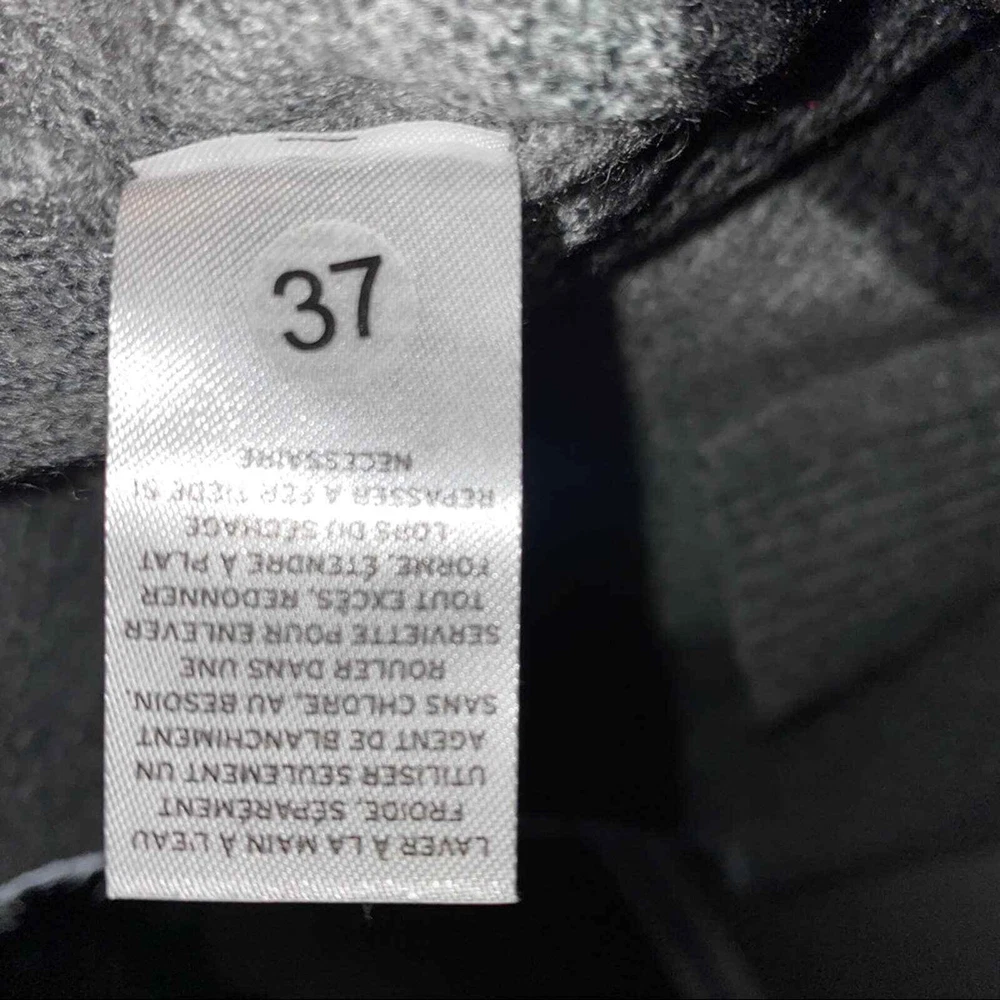 37
LAVER À LA MAIN À L'EAU
FROIDE, SÉPARÉMENT
UTILISER SEULEMENT UN
AGENT DE BLANCHIMENT
SANS CHLORE, AU BESOIN.
ROULER DANS UNE
SERVIETTE POUR ENLEVER
TOUT EXCÈS, REDONNER
FORME, ÉTENDRE À PLAT
LORS DU SÉCHAGE
REPASSER À FER TIÈDE SI
NÉCESSAIRE